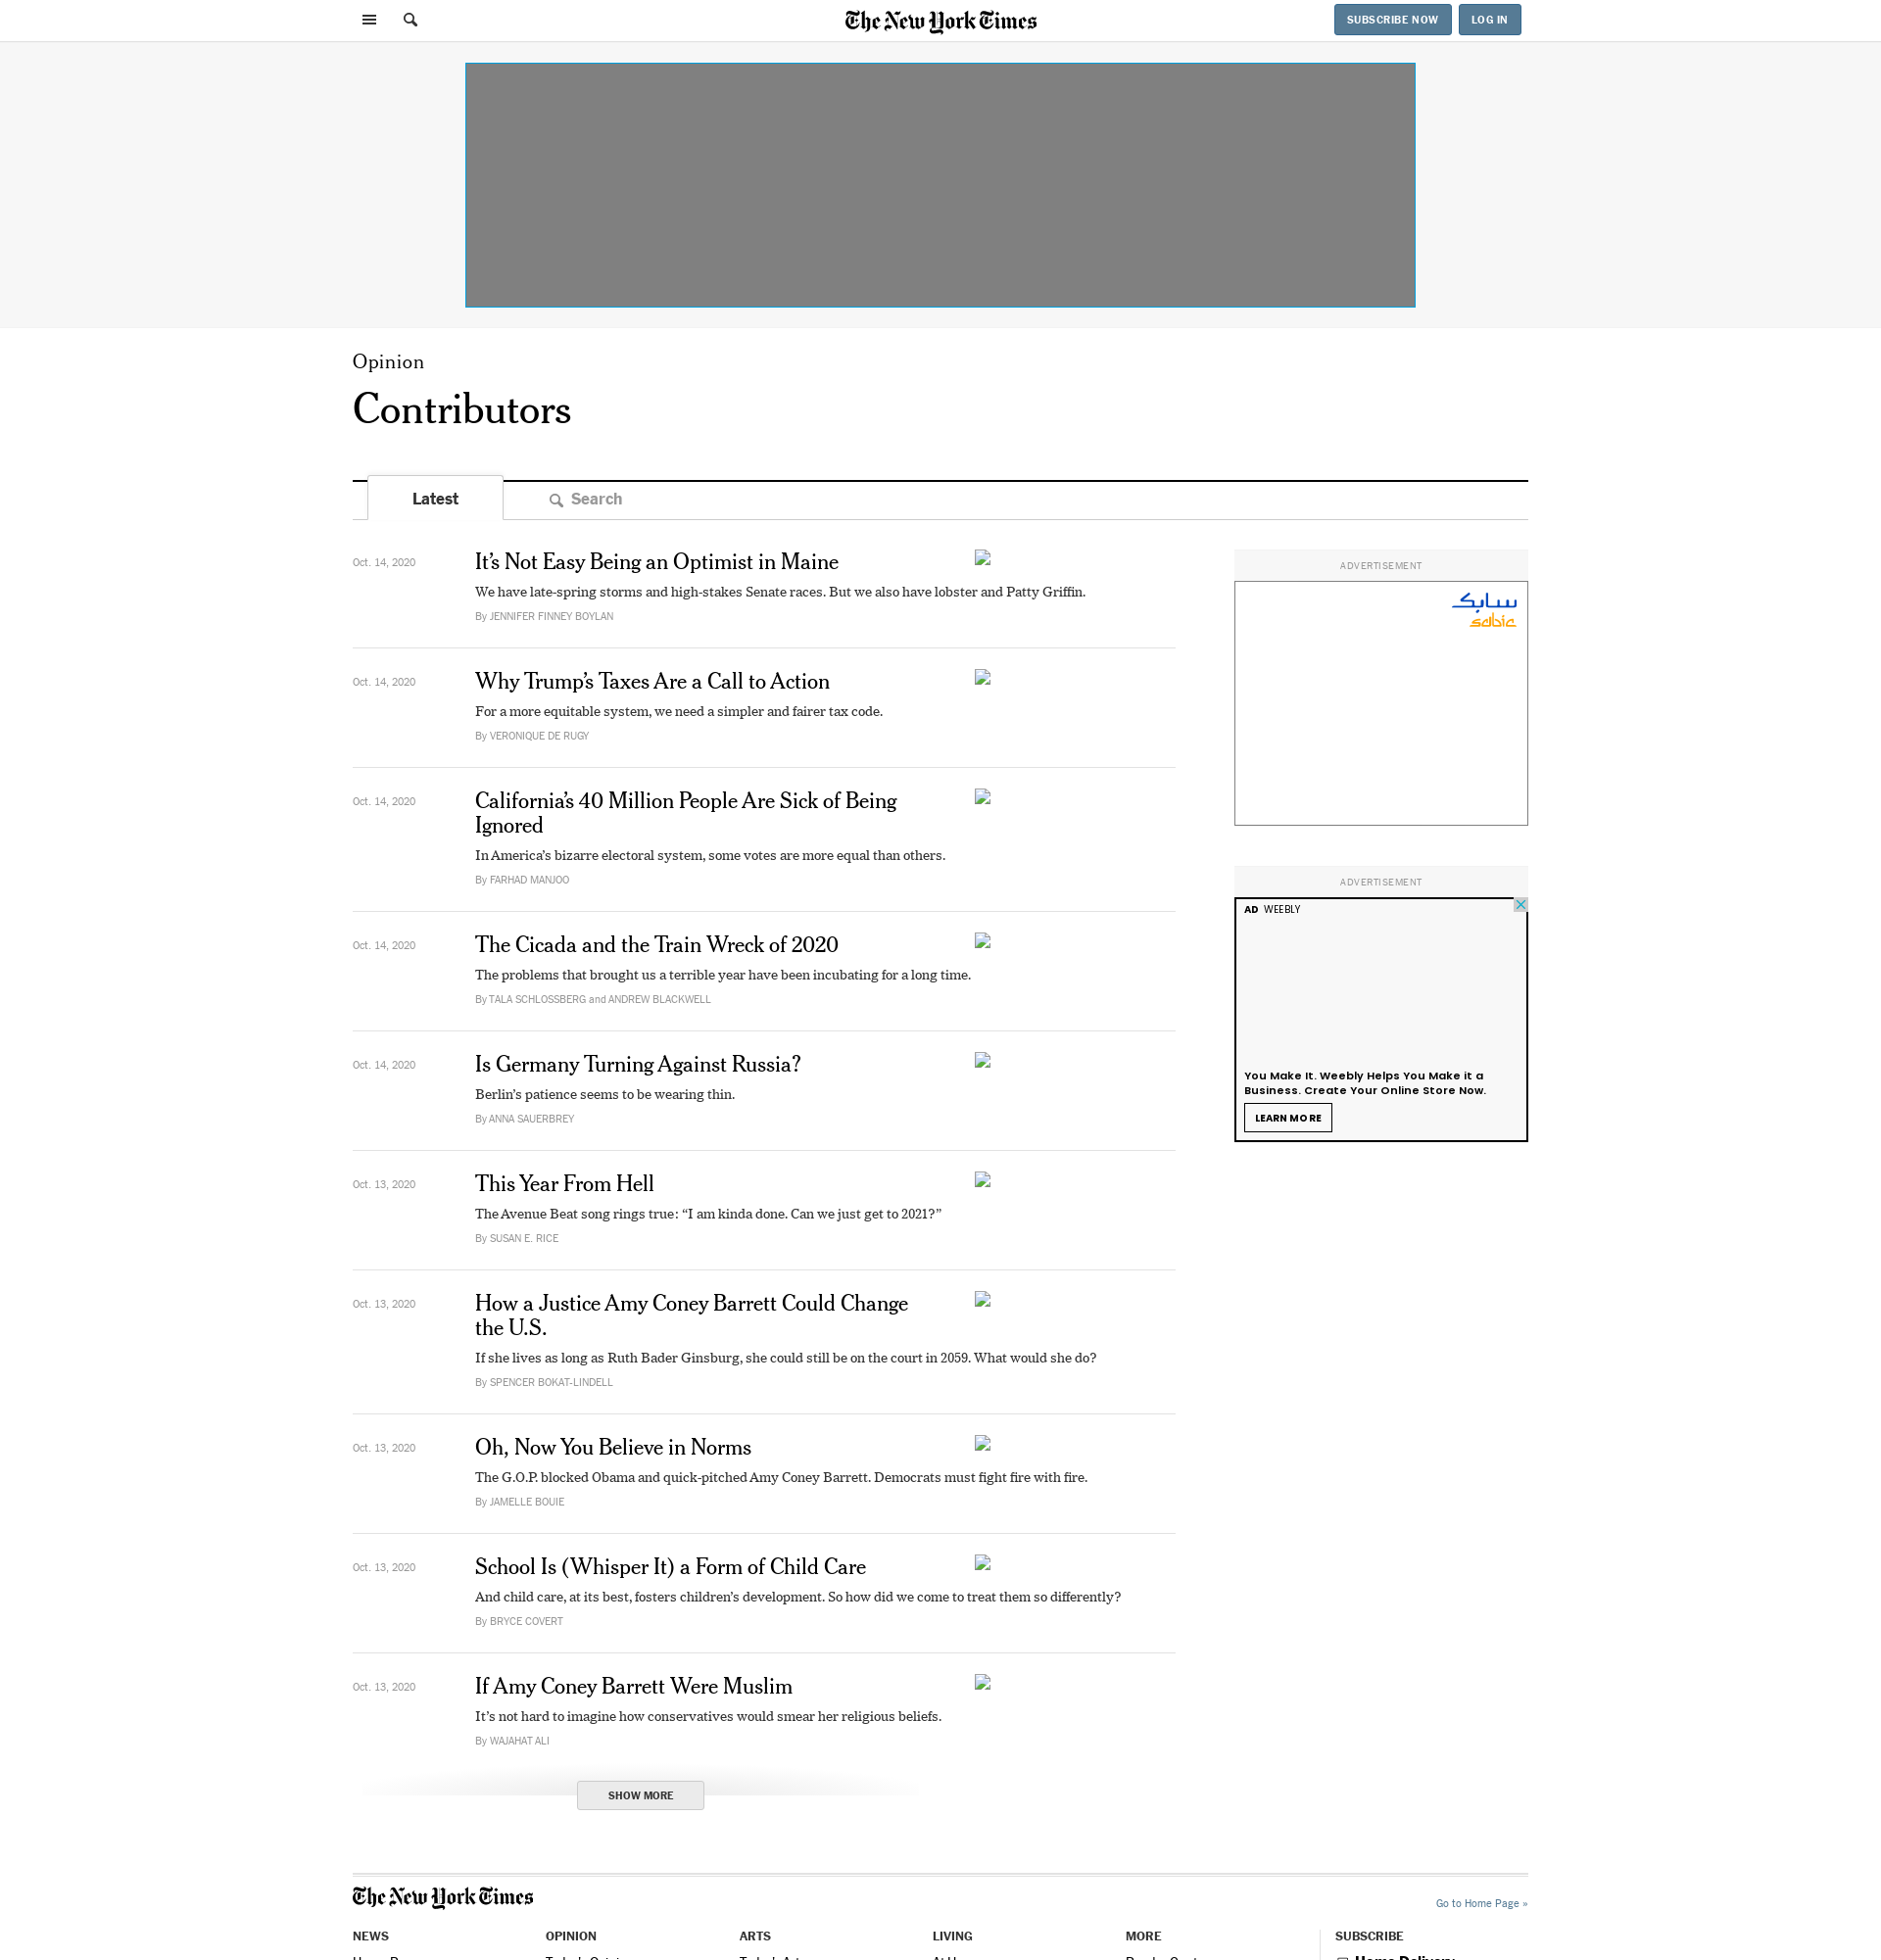 The New York Times
SUBSCRIBE NOW
LOG IN
Opinion
Contributors
Latest
Search
Oct. 14, 2020
It’s Not Easy Being an Optimist in Maine
We have late-spring storms and high-stakes Senate races. But we also have lobster and Patty Griffin.
By JENNIFER FINNEY BOYLAN
Oct. 14, 2020
Why Trump’s Taxes Are a Call to Action
For a more equitable system, we need a simpler and fairer tax code.
By VERONIQUE DE RUGY
Oct. 14, 2020
California’s 40 Million People Are Sick of Being
Ignored
In America’s bizarre electoral system, some votes are more equal than others.
By FARHAD MANJOO
Oct. 14, 2020
The Cicada and the Train Wreck of 2020
The problems that brought us a terrible year have been incubating for a long time.
By TALA SCHLOSSBERG and ANDREW BLACKWELL
Oct. 14, 2020
Is Germany Turning Against Russia?
Berlin’s patience seems to be wearing thin.
By ANNA SAUERBREY
Oct. 13, 2020
This Year From Hell
The Avenue Beat song rings true: “I am kinda done. Can we just get to 2021?”
By SUSAN E. RICE
Oct. 13, 2020
How a Justice Amy Coney Barrett Could Change
the U.S.
If she lives as long as Ruth Bader Ginsburg, she could still be on the court in 2059. What would she do?
By SPENCER BOKAT-LINDELL
Oct. 13, 2020
Oh, Now You Believe in Norms
The G.O.P. blocked Obama and quick-pitched Amy Coney Barrett. Democrats must fight fire with fire.
By JAMELLE BOUIE
Oct. 13, 2020
School Is (Whisper It) a Form of Child Care
And child care, at its best, fosters children’s development. So how did we come to treat them so differently?
By BRYCE COVERT
Oct. 13, 2020
If Amy Coney Barrett Were Muslim
It’s not hard to imagine how conservatives would smear her religious beliefs.
By WAJAHAT ALI
SHOW MORE
ADVERTISEMENT
سابك
sabic
ADVERTISEMENT
AD WEEBLY
You Make It. Weebly Helps You Make it a
Business. Create Your Online Store Now.
LEARN MORE
The New York Times
Go to Home Page »
NEWS
OPINION
ARTS
LIVING
MORE
SUBSCRIBE